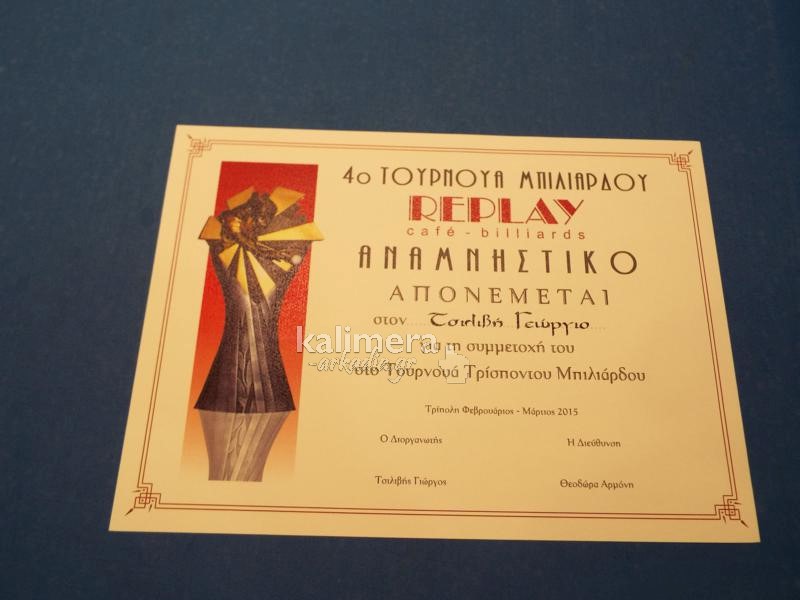 4ο ΤΟΥΡΝΟΥΑ ΜΠΙΛΙΑΡΔΟΥ
REPLAY
café - billiards
ΑΝΑΜΝΗΣΤΙΚΟ
ΑΠΟΝΕΜΕΤΑΙ
στον Τσιλιβή Γεώργιο
για τη συμμετοχή του
στο Τουρνουά Τρίσποντου Μπιλιάρδου
Τρίπολη Φεβρουάριος - Μάρτιος 2015
Ο Διοργανωτής Η Διεύθυνση
Τσιλιβής Γιώργος Θεοδώρα Αρμόνη
kalimera
-arkadia.gr